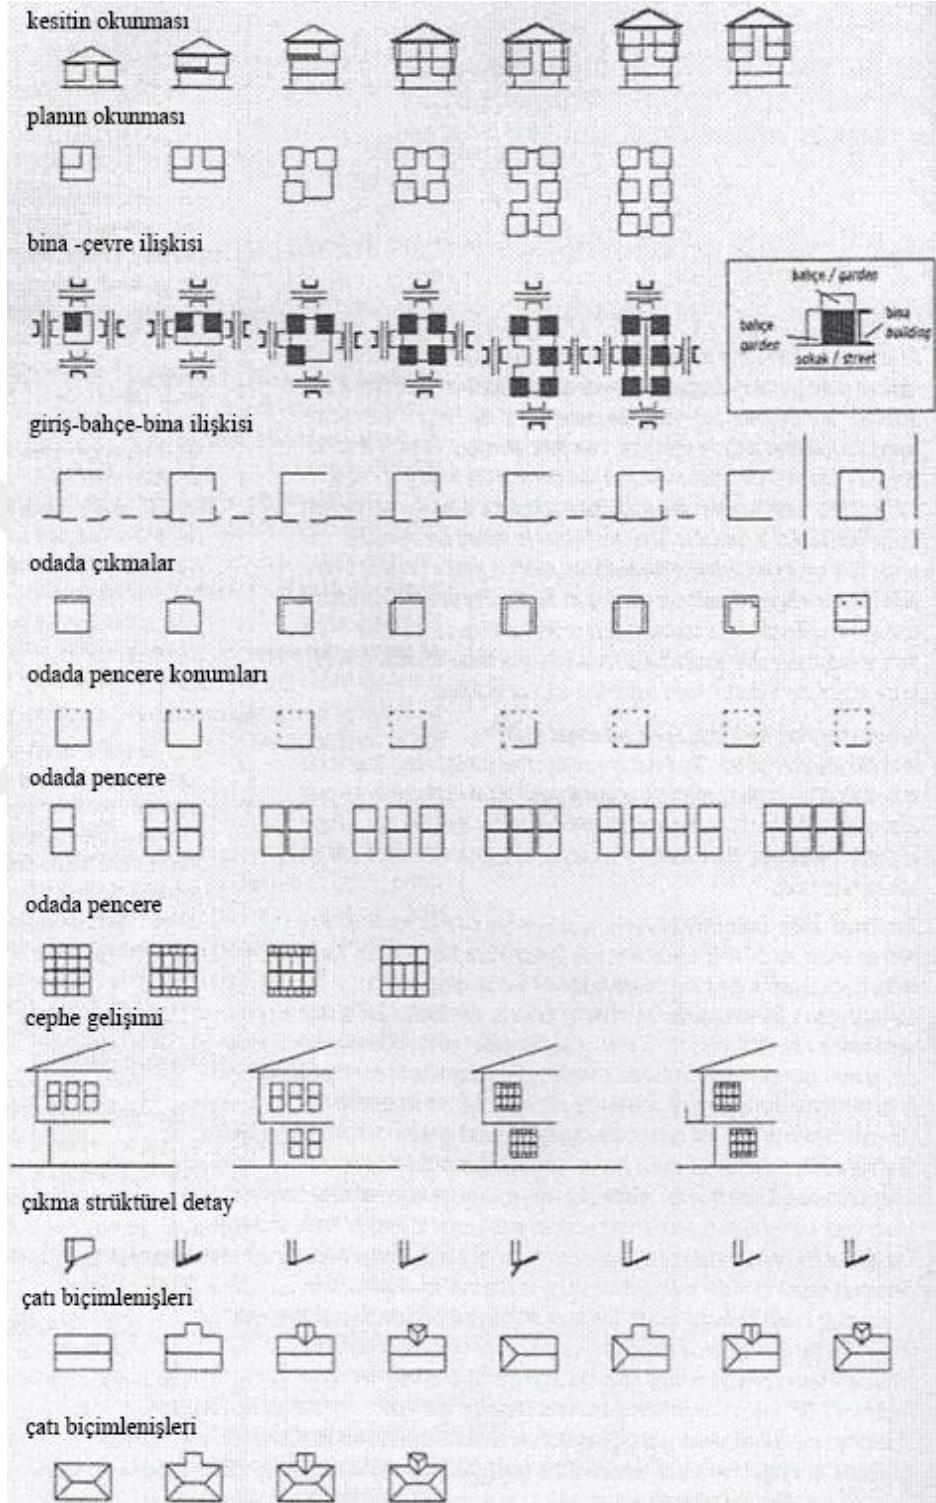 kesitin okunması
planın okunması
bina -çevre ilişkisi
bahçe / garden
bahçe
garden
bina
building
sokak / street
giriş-bahçe-bina ilişkisi
odada çıkmalar
odada pencere konumları
odada pencere
odada pencere
cephe gelişimi
çıkma strüktürel detay
çatı biçimlenişleri
çatı biçimlenişleri